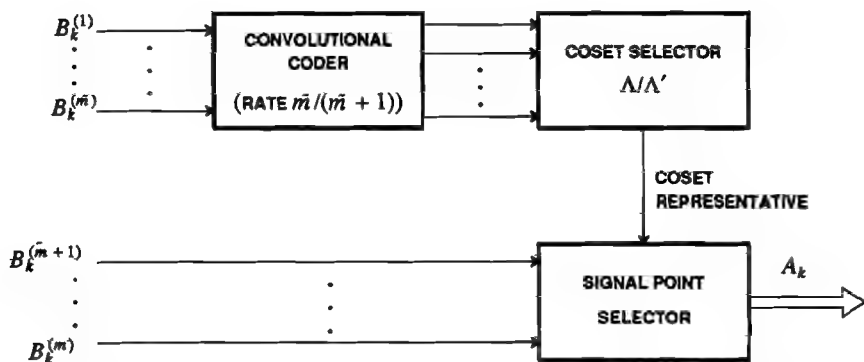 B_k^{(1)}
B_k^{(m̃)}
CONVOLUTIONAL
CODER
(RATE m̃/(m̃ + 1))
COSET SELECTOR
Λ/Λ′
COSET
REPRESENTATIVE
B_k^{(m̃+1)}
B_k^{(m)}
SIGNAL POINT
SELECTOR
A_k